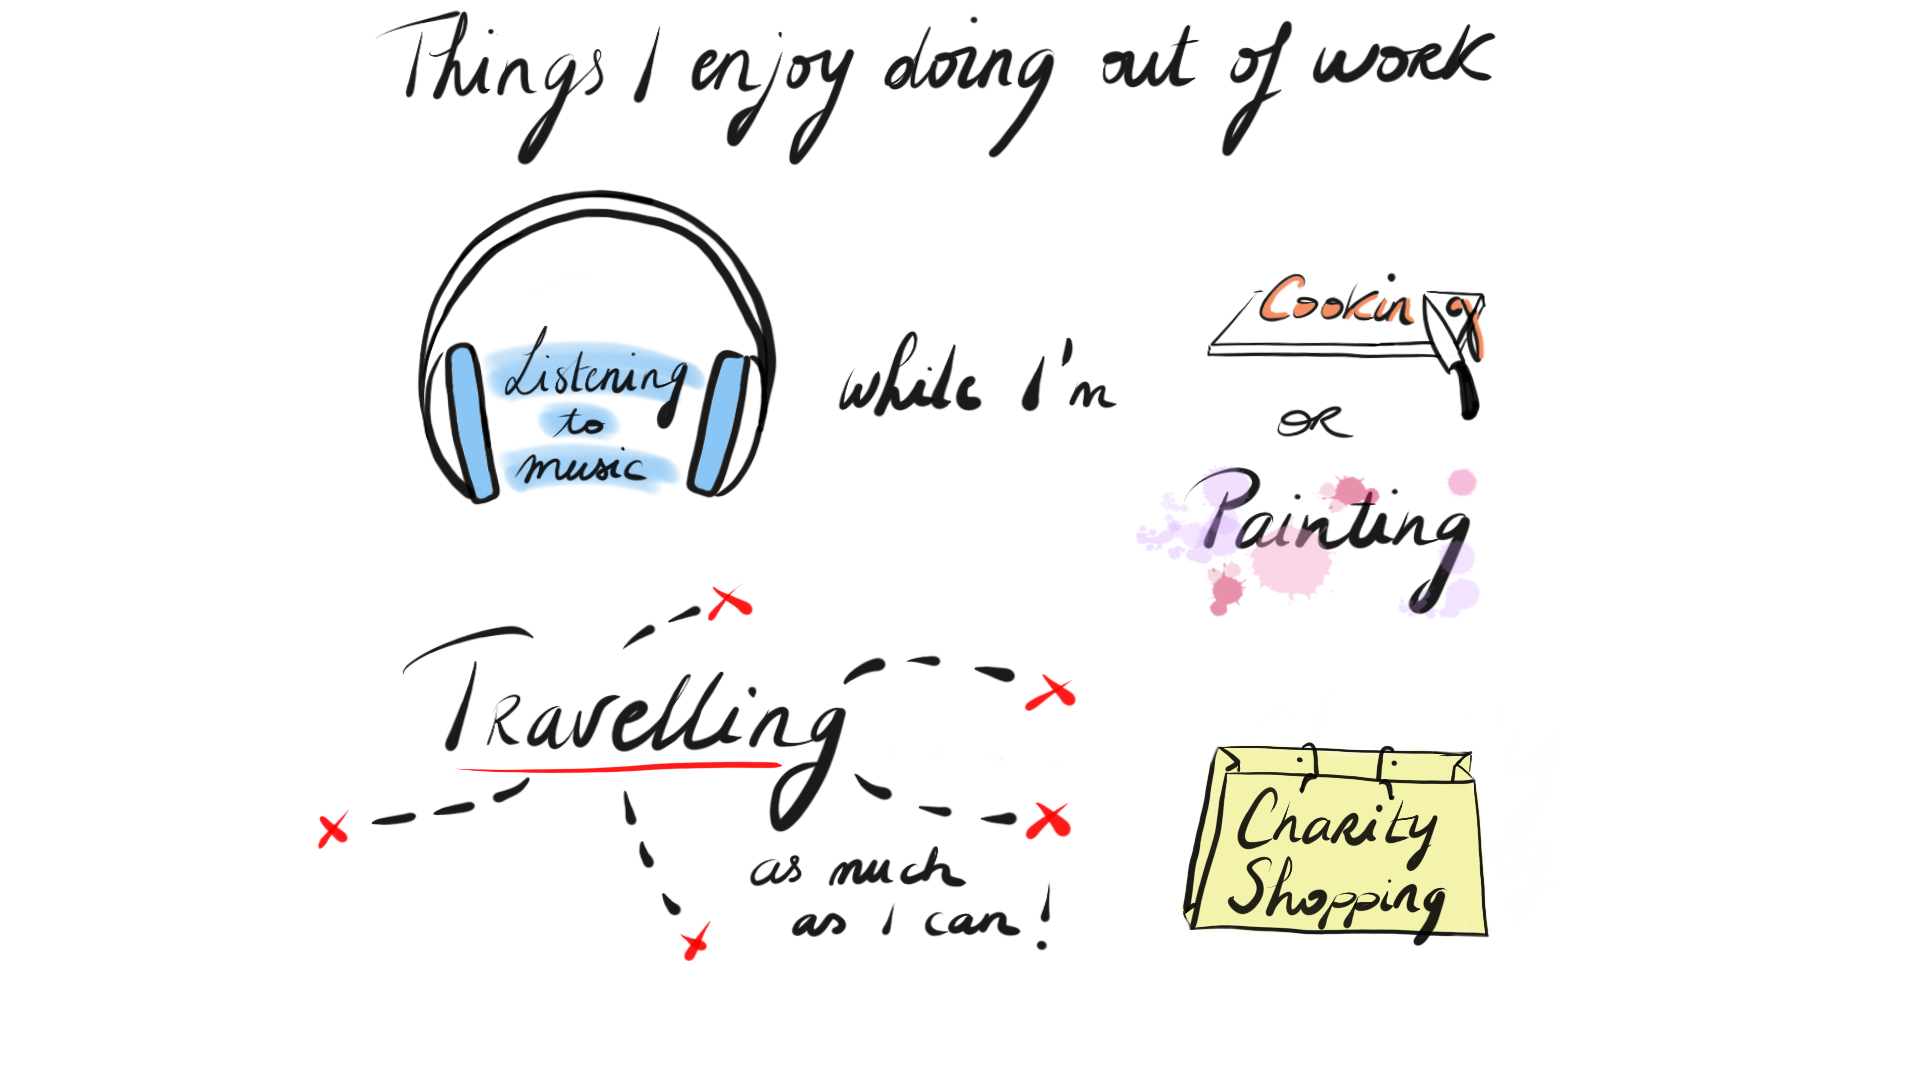 Things I enjoy doing out of work
Listening
to
music
while I'm
Cooking
OR
Painting
Travelling
as much
as I can!
Charity
Shopping